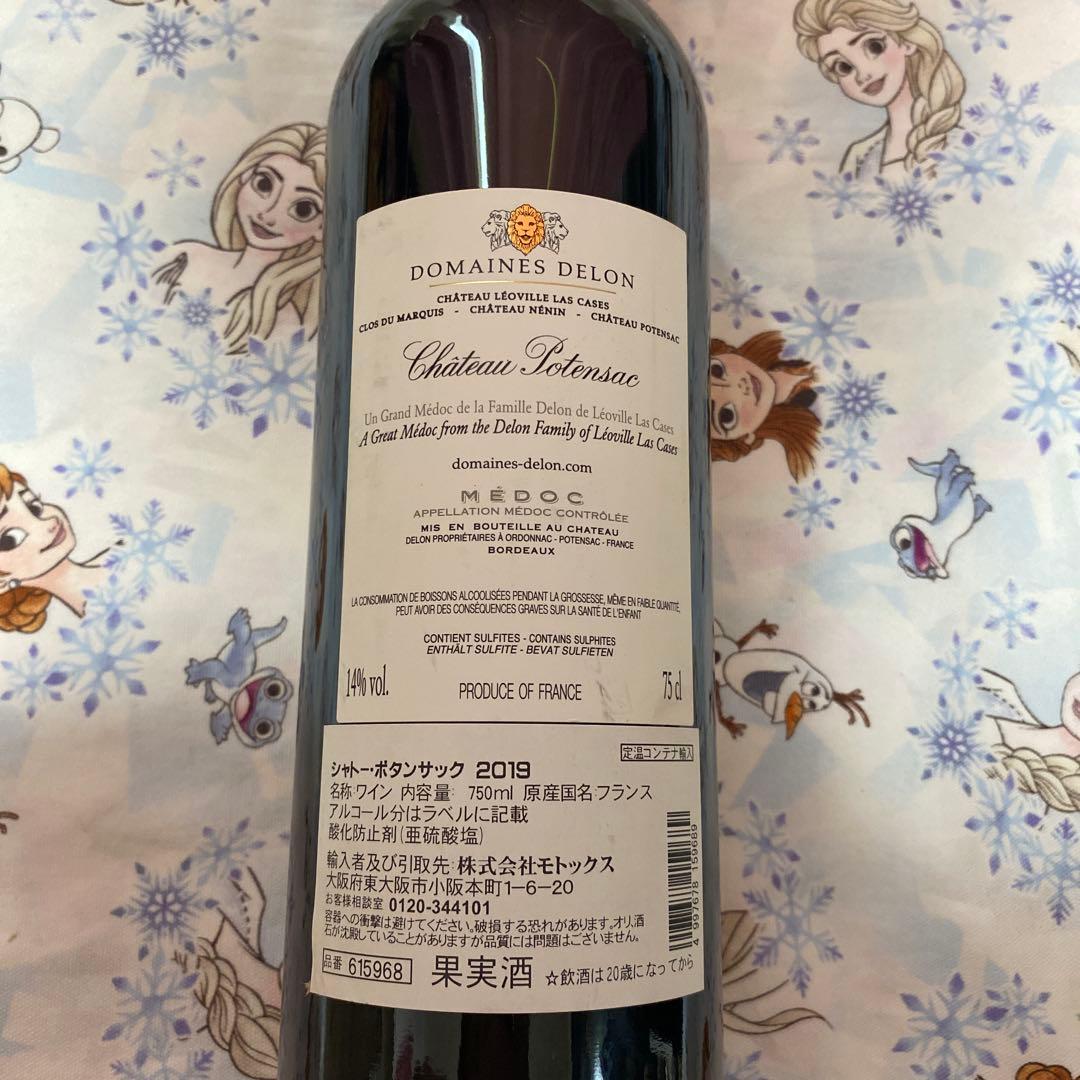 DOMAINES DELON
CHÂTEAU LÉOVILLE LAS CASES
CLOS DU MARQUIS - CHÂTEAU NÉNIN - CHÂTEAU POTENSAC
Château Potensac
Un Grand Médoc de la Famille Delon de Léoville Las Cases
A Great Médoc from the Delon Family of Léoville Las Cases
domaines-delon.com
MÉDOC
APPELLATION MÉDOC CONTRÔLÉE
MIS EN BOUTEILLE AU CHATEAU
DELON PROPRIÉTAIRES À ORDONNAC - POTENSAC - FRANCE
BORDEAUX
LA CONSOMMATION DE BOISSONS ALCOOLISÉES PENDANT LA GROSSESSE, MÊME EN FAIBLE QUANTITÉ,
PEUT AVOIR DES CONSÉQUENCES GRAVES SUR LA SANTÉ DE L'ENFANT
CONTIENT SULFITES - CONTAINS SULPHITES
ENTHÄLT SULFITE - BEVAT SULFIETEN
14% vol. PRODUCE OF FRANCE 75 cl
定温コンテナ輸入
シャトー・ポタンサック 2019
名称:ワイン 内容量: 750ml 原産国名:フランス
アルコール分はラベルに記載
酸化防止剤(亜硫酸塩)
輸入者及び引取先:株式会社モトックス
大阪府東大阪市小阪本町1-6-20
お客様相談室 0120-344101
容器への衝撃は避けてください。破損する恐れがあります。オリ、酒
石が沈殿していることがありますが品質には問題はございません。
品番 615968 果実酒 ☆飲酒は20歳になってから
4 997678 159689